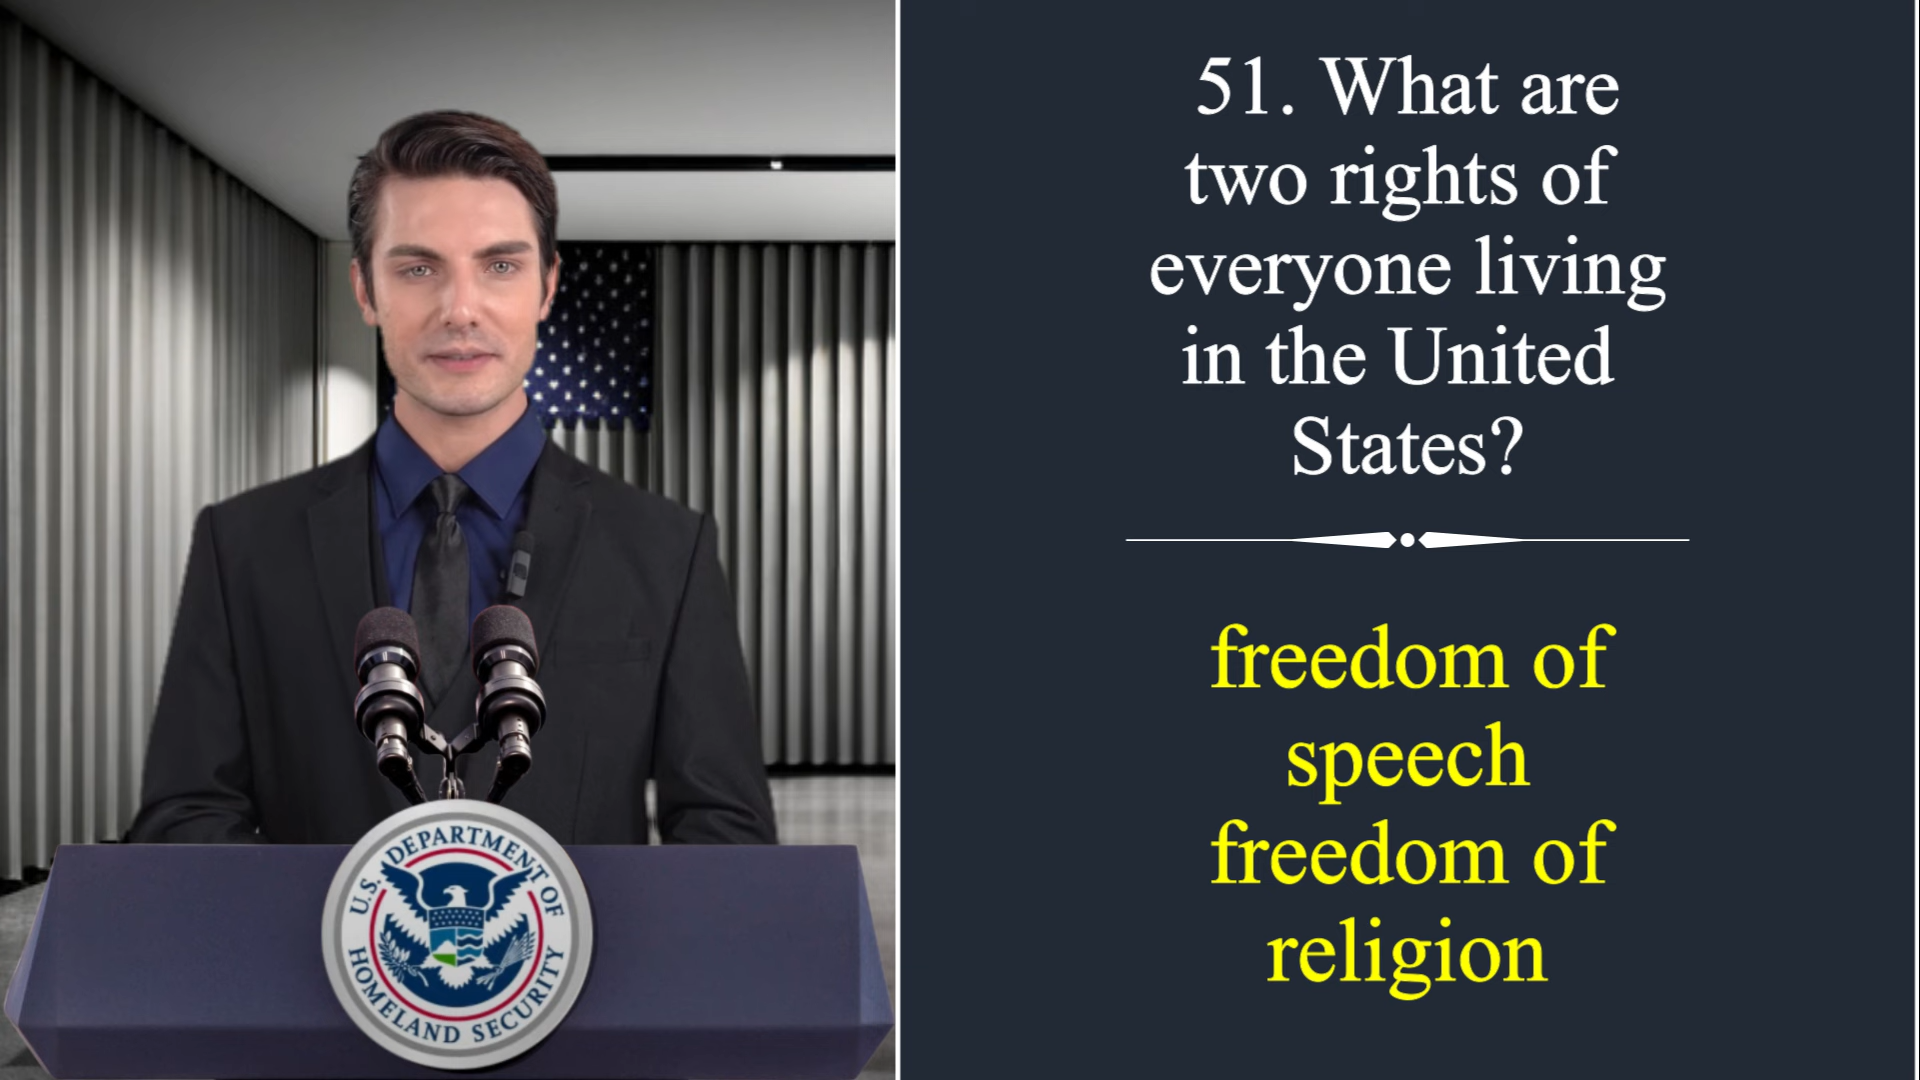 51. What are
two rights of
everyone living
in the United
States?
freedom of
speech
freedom of
religion
U.S. DEPARTMENT OF
HOMELAND SECURITY